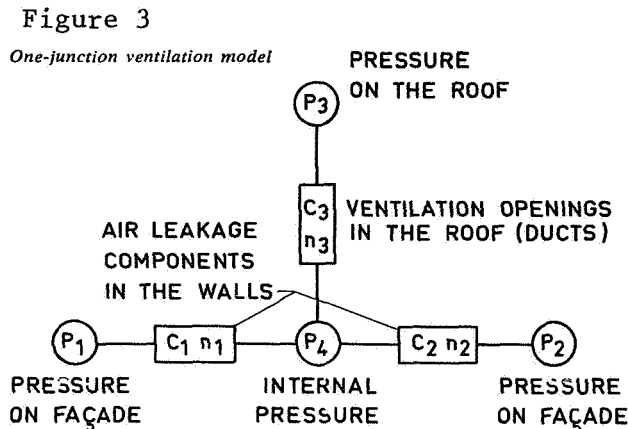 Figure 3
One-junction ventilation model
PRESSURE
ON THE ROOF
P3
C3
n3
VENTILATION OPENINGS
IN THE ROOF (DUCTS)
AIR LEAKAGE
COMPONENTS
IN THE WALLS
P1
C1 n1
P4
C2 n2
P2
PRESSURE
ON FAÇADE
INTERNAL
PRESSURE
PRESSURE
ON FAÇADE